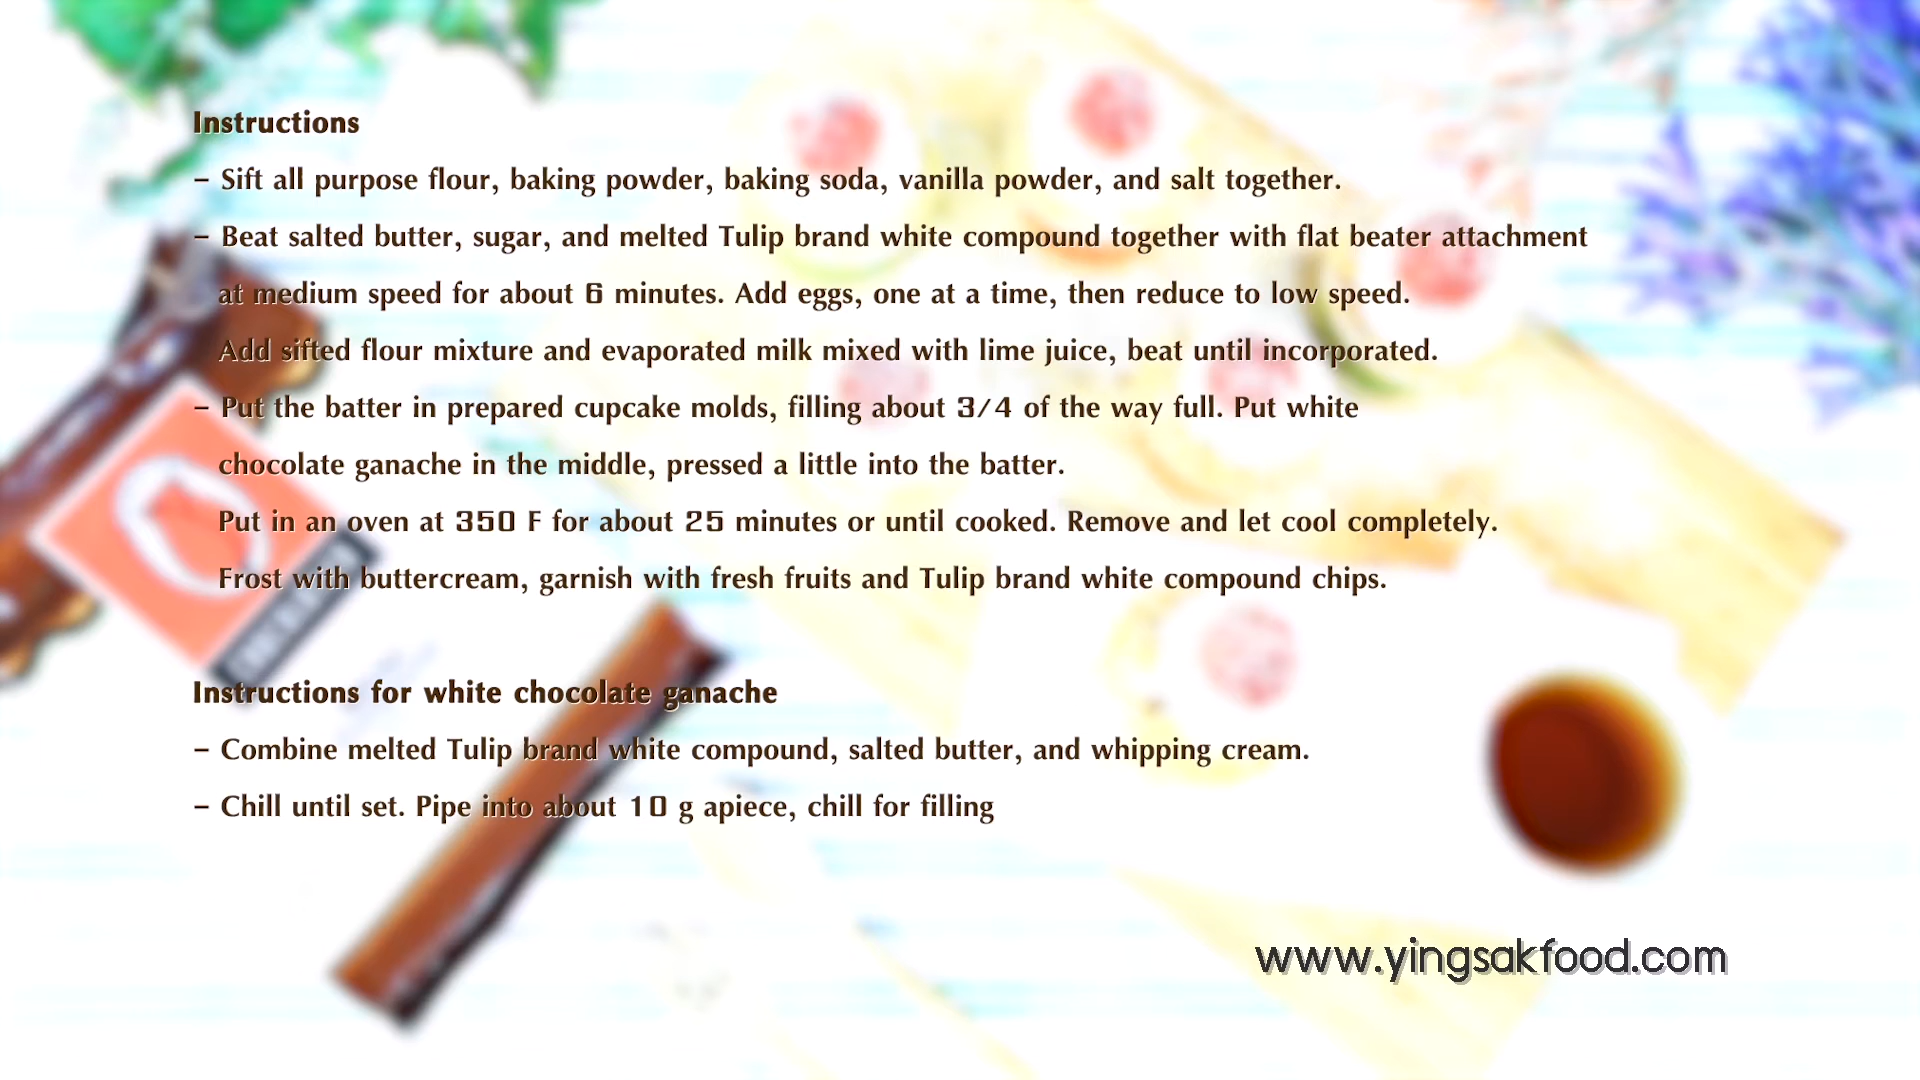 Instructions
– Sift all purpose flour, baking powder, baking soda, vanilla powder, and salt together.
– Beat salted butter, sugar, and melted Tulip brand white compound together with flat beater attachment
at medium speed for about 6 minutes. Add eggs, one at a time, then reduce to low speed.
Add sifted flour mixture and evaporated milk mixed with lime juice, beat until incorporated.
– Put the batter in prepared cupcake molds, filling about 3/4 of the way full. Put white
chocolate ganache in the middle, pressed a little into the batter.
Put in an oven at 350 F for about 25 minutes or until cooked. Remove and let cool completely.
Frost with buttercream, garnish with fresh fruits and Tulip brand white compound chips.
Instructions for white chocolate ganache
– Combine melted Tulip brand white compound, salted butter, and whipping cream.
– Chill until set. Pipe into about 10 g apiece, chill for filling
www.yingsakfood.com